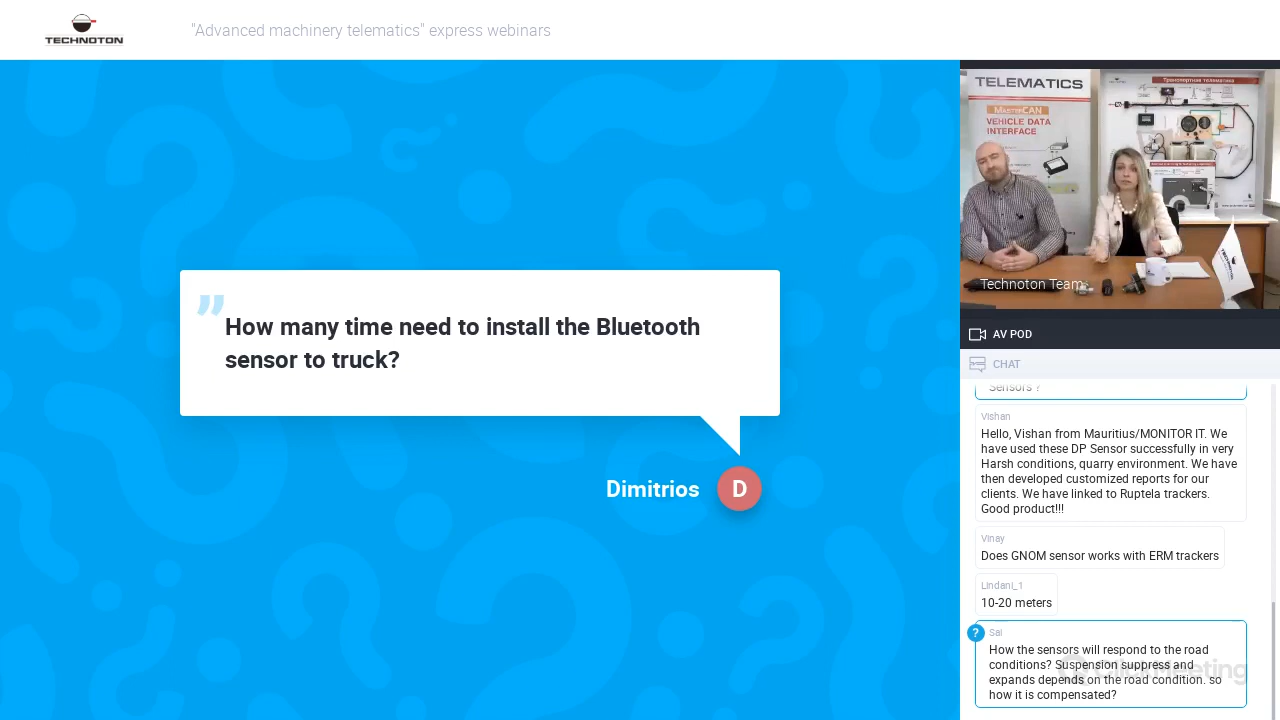 TECHNOTON
"Advanced machinery telematics" express webinars
TELEMATICS
MasterCAN
VEHICLE DATA
INTERFACE
Транспортная телематика
Technoton Team
”
How many time need to install the Bluetooth
sensor to truck?
Dimitrios D
AV POD
CHAT
Sensors ?
Vishan
Hello, Vishan from Mauritius/MONITOR IT. We
have used these DP Sensor successfully in very
Harsh conditions, quarry environment. We have
then developed customized reports for our
clients. We have linked to Ruptela trackers.
Good product!!!
Vinay
Does GNOM sensor works with ERM trackers
Lindani_1
10-20 meters
?
Sai
How the sensors will respond to the road
conditions? Suspension suppress and
expands depends on the road condition. so
how it is compensated?
ClickMeeting